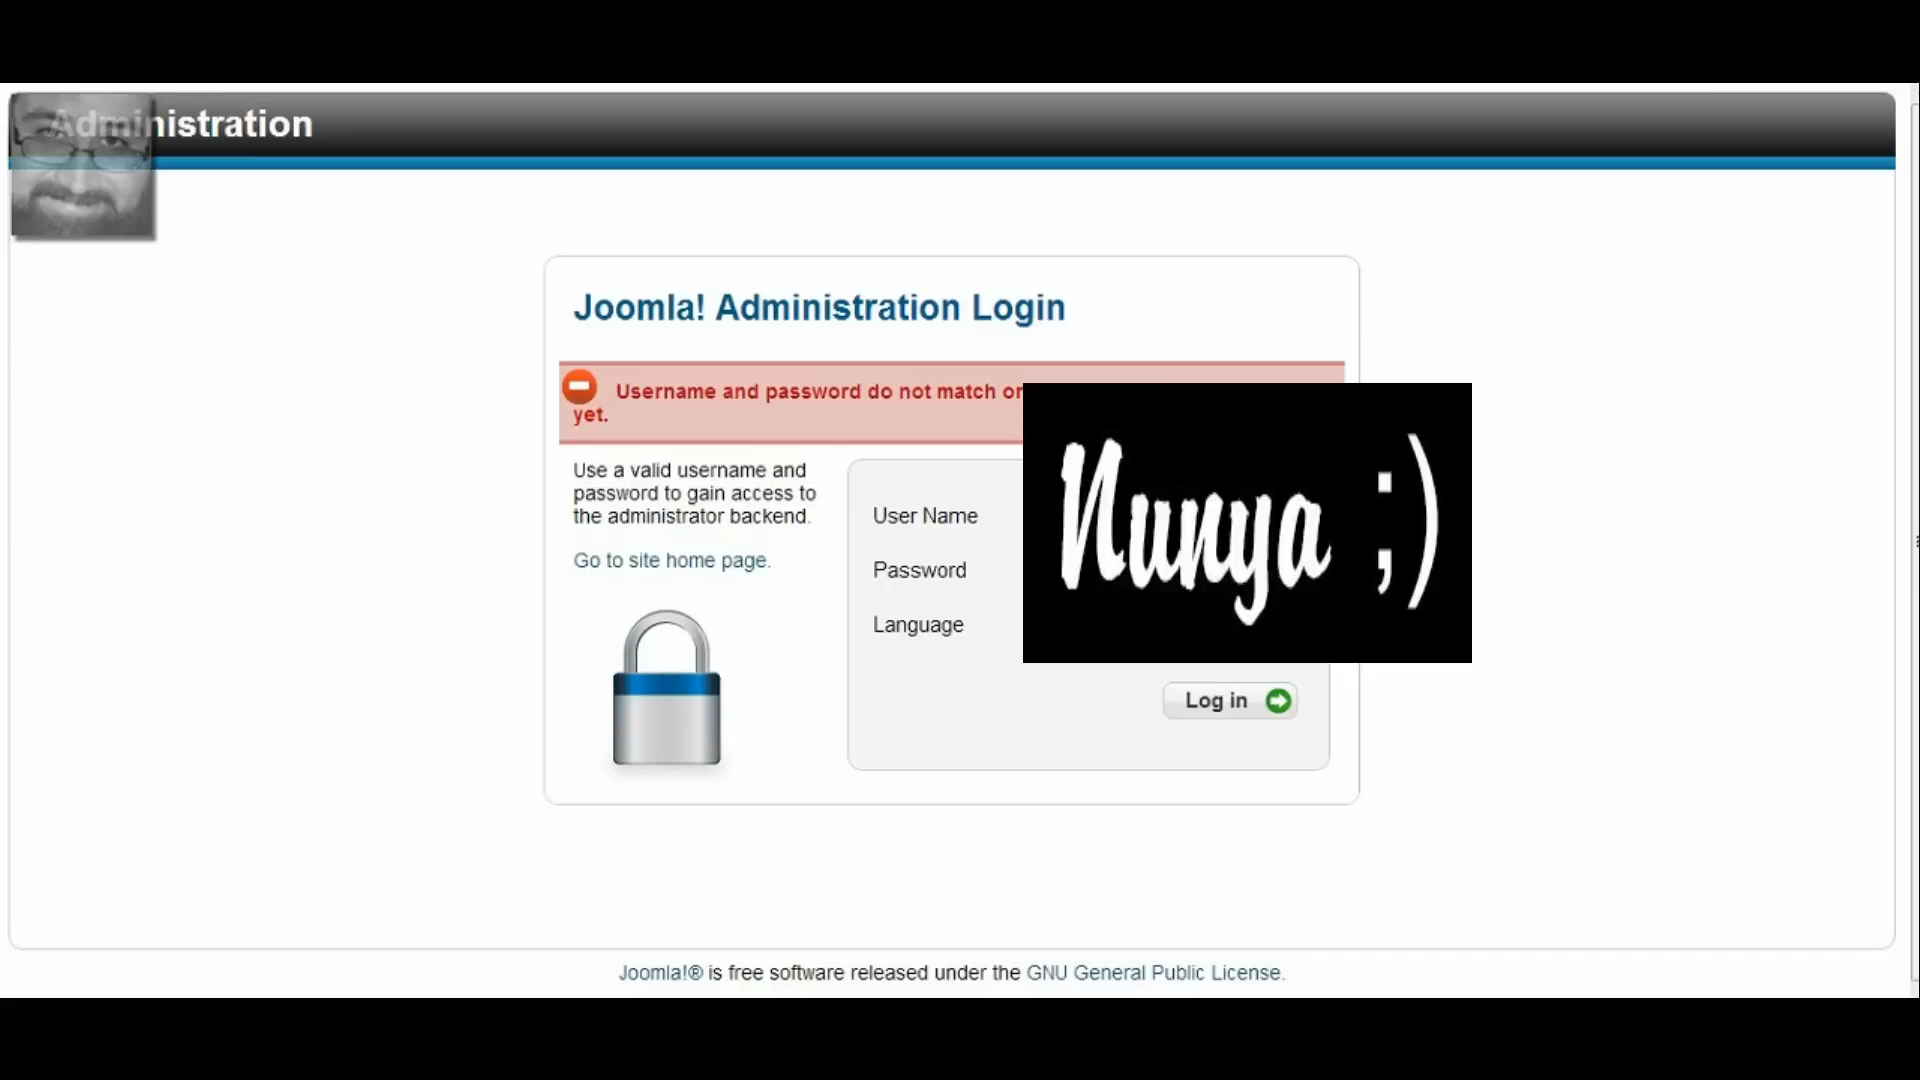 Administration
Joomla! Administration Login
Username and password do not match or
yet.
Use a valid username and
password to gain access to
the administrator backend.
Go to site home page.
User Name
Password
Language
Nunya ;)
Log in
Joomla!® is free software released under the GNU General Public License.